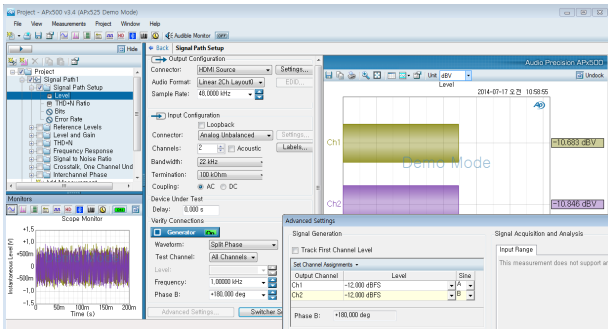 Project - APx500 v3.4 (APx525 Demo Mode)
File View Measurements Project Window Help
Audible Monitor OFF
Hide
Back Signal Path Setup
Project
Signal Path1
Signal Path Setup
Level
THD+N Ratio
Bits
Error Rate
Reference Levels
Level and Gain
THD+N
Frequency Response
Signal to Noise Ratio
Crosstalk, One Channel Und
Interchannel Phase
Add Measurement
Monitors
Scope Monitor
Instantaneous Level (V)
+1,5
+1,0
+500m
0
-500m
-1,0
-1,5
0 50m 100m 150m 200m
Time (s)
Output Configuration
Connector: HDMI Source Settings...
Audio Format: Linear 2Ch Layout0 EDID...
Sample Rate: 48.0000 kHz
Input Configuration
Loopback
Connector: Analog Unbalanced Settings...
Channels: 2 Acoustic Labels...
Bandwidth: 22 kHz
Termination: 100 kOhm
Coupling: AC DC
Device Under Test
Delay: 0,000 s
Verify Connections
Generator On
Waveform: Split Phase
Test Channel: All Channels
Level:
Frequency: 1,00000 kHz
Phase B: +180,000 deg
Advanced Settings... Switcher S
Audio Precision APx500
Unit dBV Undock
Level
2014-07-17 오전 10:58:55
AP
Ch1 -10.683 dBV
Demo Mode
Ch2 -10.846 dBV
Advanced Settings
Signal Generation
Track First Channel Level
Set Channel Assignments
Output Channel Level Sine
Ch1 -12,000 dBFS A
Ch2 -12,000 dBFS B
Phase B: +180,000 deg
Signal Acquisition and Analysis
Input Range
This measurement does not support an